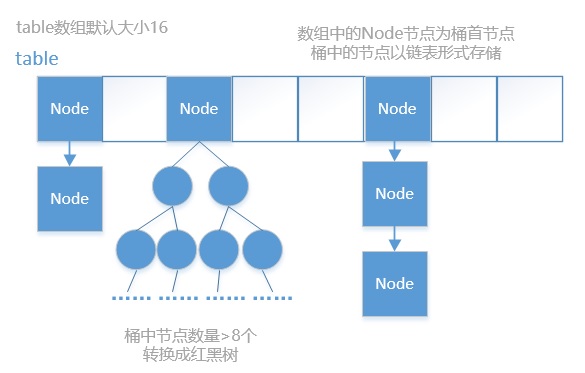 table数组默认大小16
数组中的Node节点为桶首节点
桶中的节点以链表形式存储
table
Node
Node
Node
Node
Node
Node
桶中节点数量>8个
转换成红黑树